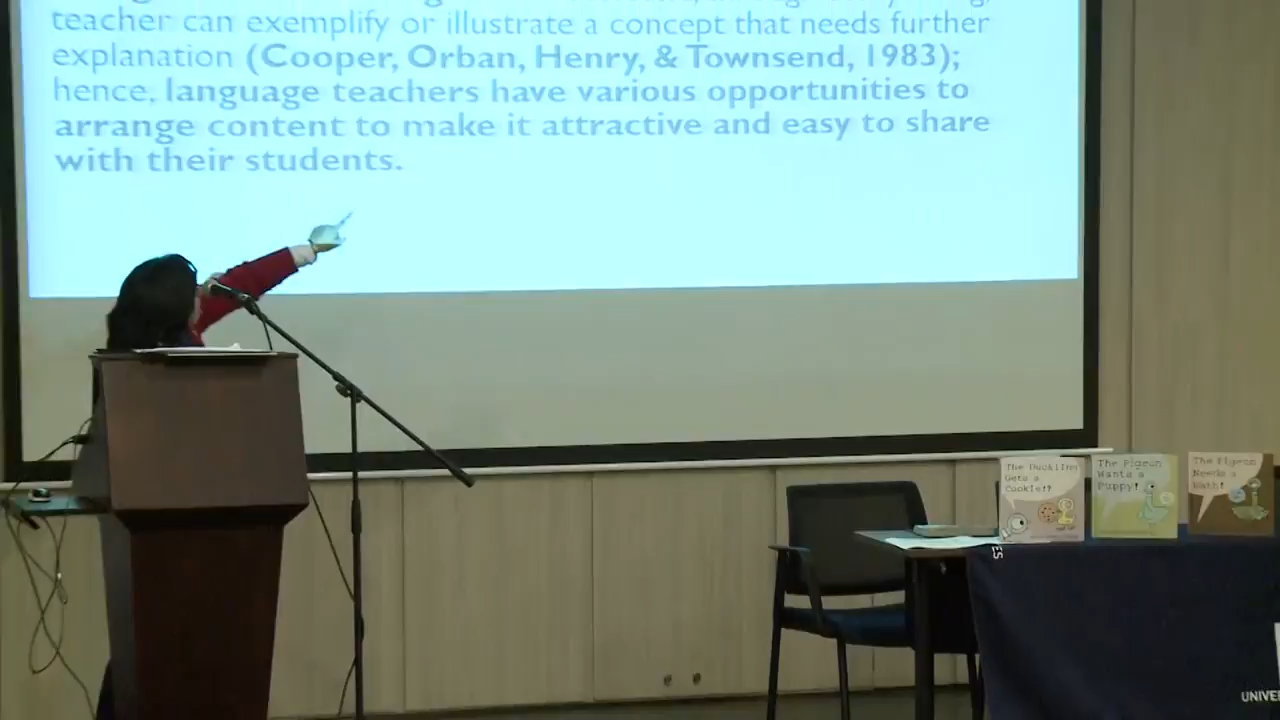 teacher can exemplify or illustrate a concept that needs further
explanation (Cooper, Orban, Henry, & Townsend, 1983);
hence, language teachers have various opportunities to
arrange content to make it attractive and easy to share
with their students.
The Duckling
Gets a
Cookie!?
The Pigeon
Wants a
Puppy!
The Pigeon
Needs a
Bath!
ES
UNIVE